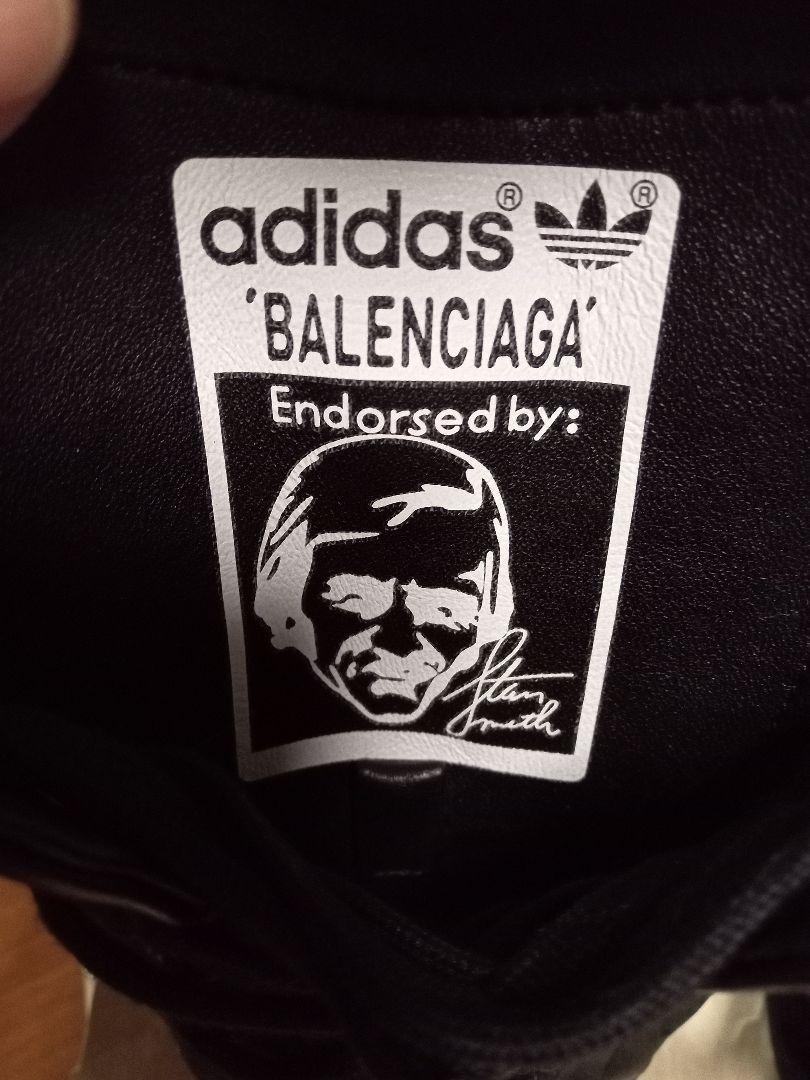 adidas® ®
'BALENCIAGA'
Endorsed by:
Stan
Smith